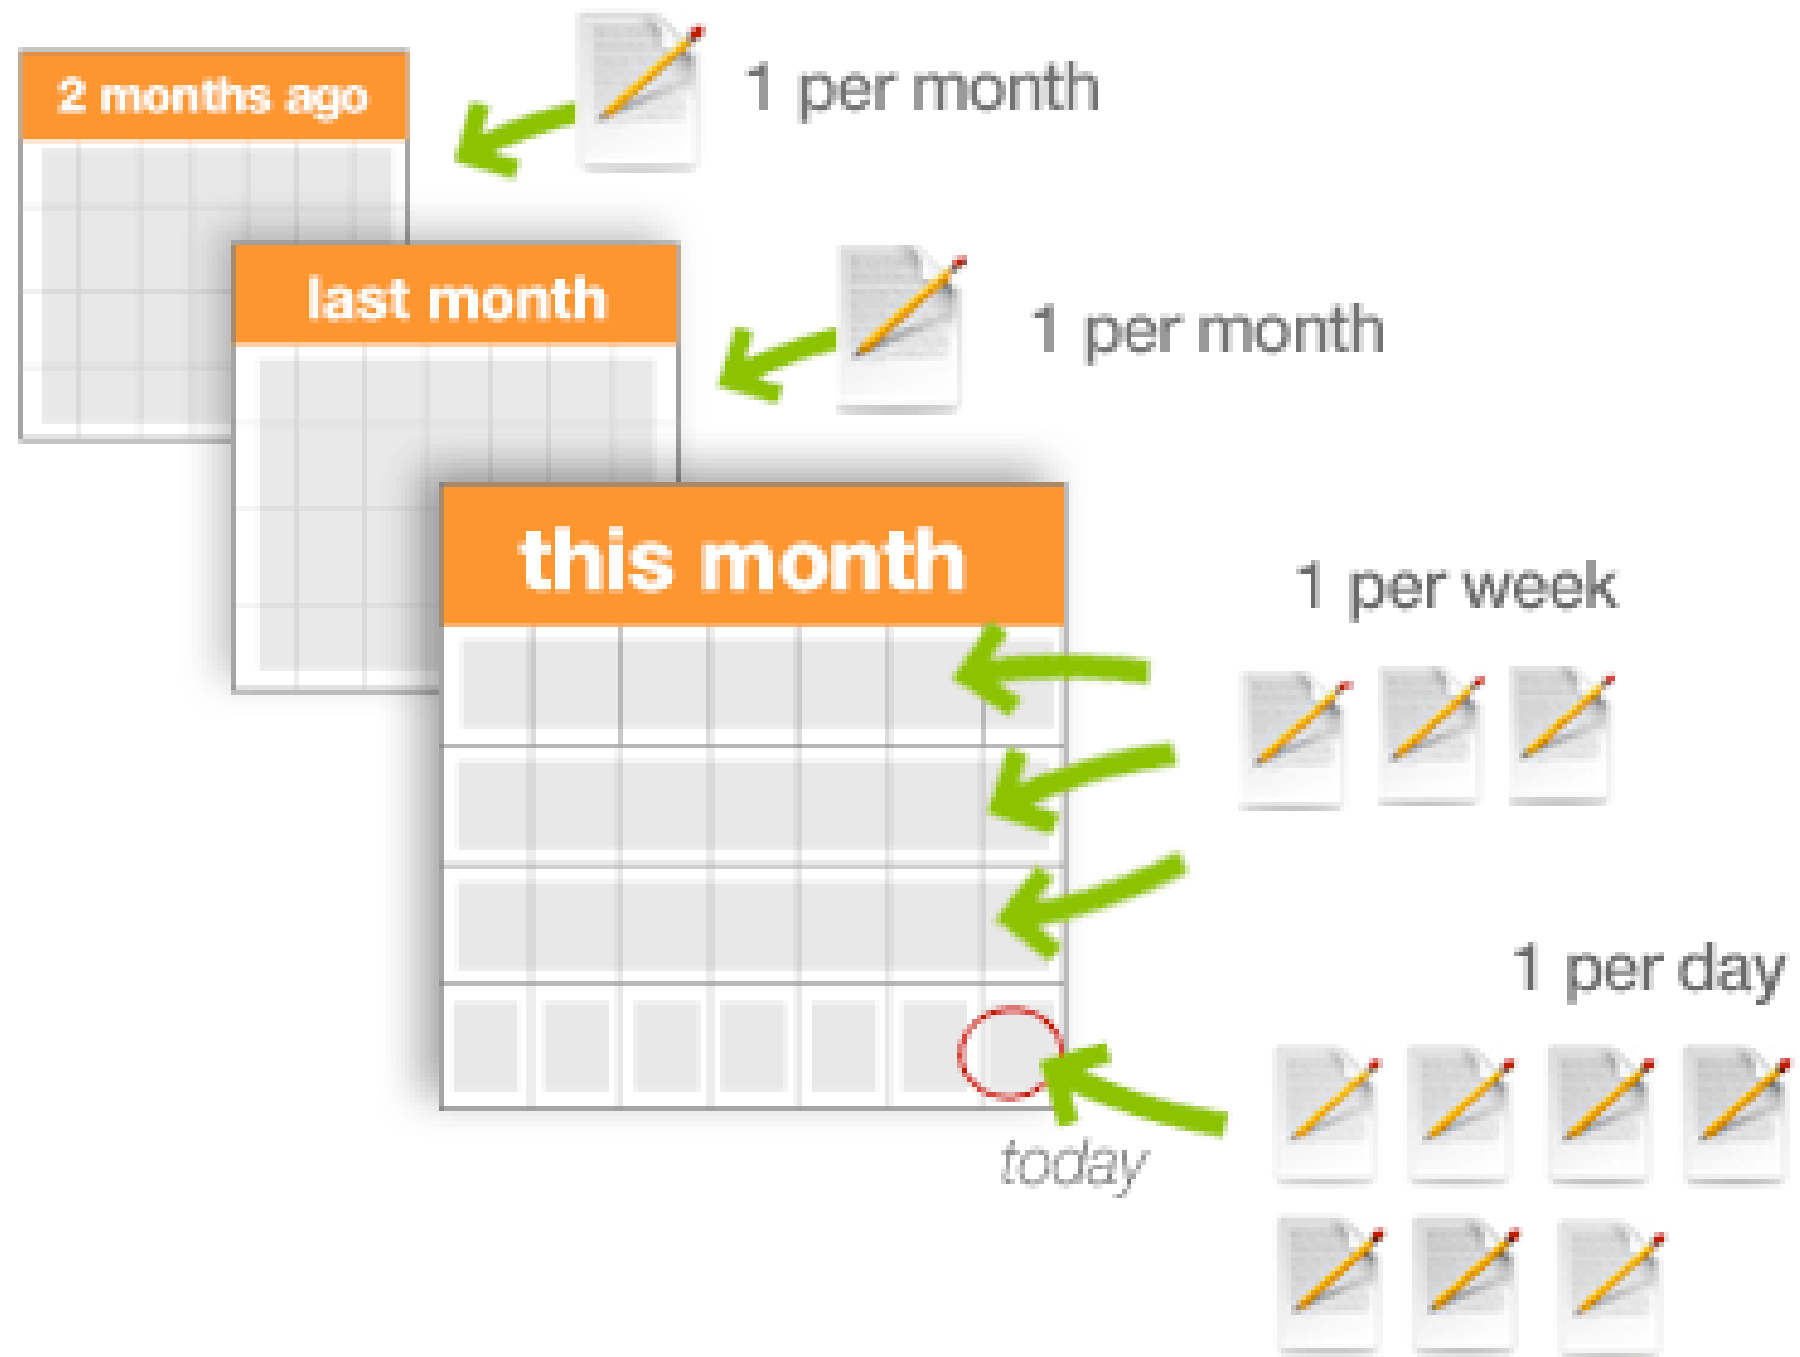 2 months ago
1 per month
last month
1 per month
this month
1 per week
1 per day
today